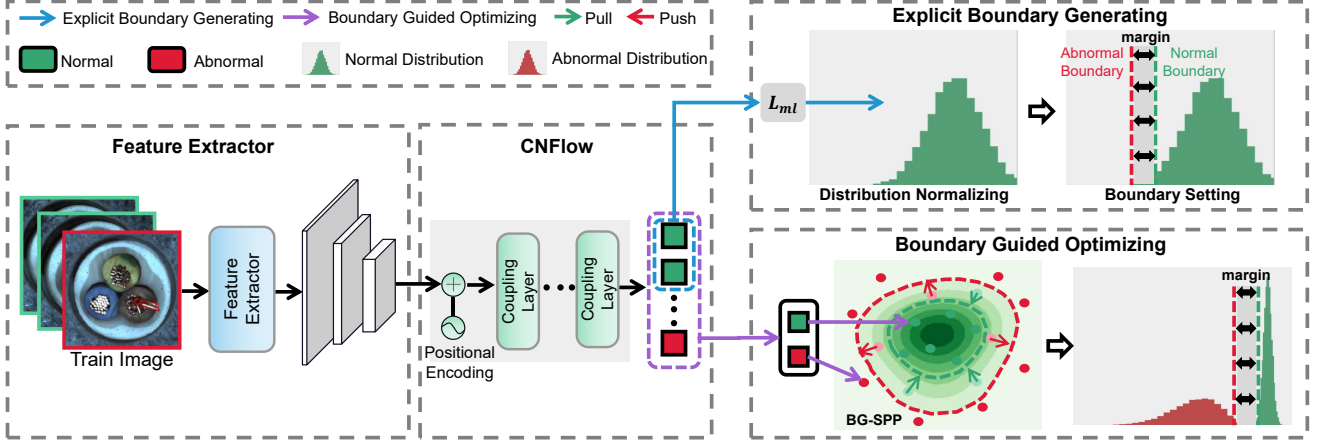 Explicit Boundary Generating
Boundary Guided Optimizing
Pull
Push
Normal
Abnormal
Normal Distribution
Abnormal Distribution
Feature Extractor
Train Image
Feature
Extractor
CNFlow
Positional
Encoding
Coupling
Layer
Coupling
Layer
Explicit Boundary Generating
L_ml
Distribution Normalizing
margin
Abnormal
Boundary
Normal
Boundary
Boundary Setting
Boundary Guided Optimizing
BG-SPP
margin